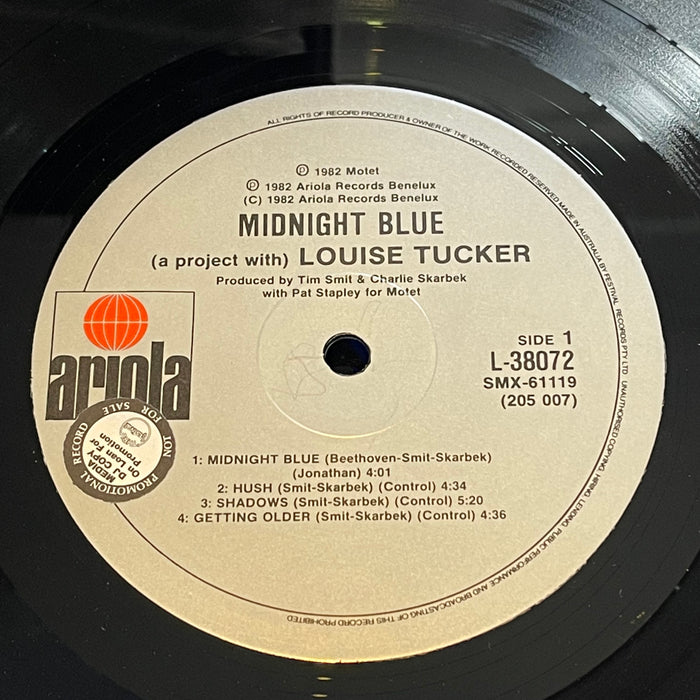 ALL RIGHTS OF RECORD PRODUCER & OWNER OF THE WORK RECORDED RESERVED MADE IN AUSTRALIA BY FESTIVAL RECORDS PTY LTD UNAUTHORISED COPYING, HIRING, LENDING, PUBLIC PERFORMANCE AND BROADCASTING OF THIS RECORD PROHIBITED
Ⓟ 1982 Motet
Ⓟ 1982 Ariola Records Benelux
(C) 1982 Ariola Records Benelux
MIDNIGHT BLUE
(a project with) LOUISE TUCKER
Produced by Tim Smit & Charlie Skarbek
with Pat Stapley for Motet
ariola
SIDE 1
L-38072
SMX-61119
(205 007)
PROMOTIONAL RECORD NOT FOR SALE
MEDIA
DJ COPY
On Loan For
Promotion
1: MIDNIGHT BLUE (Beethoven-Smit-Skarbek)
(Jonathan) 4:01
2: HUSH (Smit-Skarbek) (Control) 4:34
3: SHADOWS (Smit-Skarbek) (Control) 5:20
4: GETTING OLDER (Smit-Skarbek) (Control) 4:36